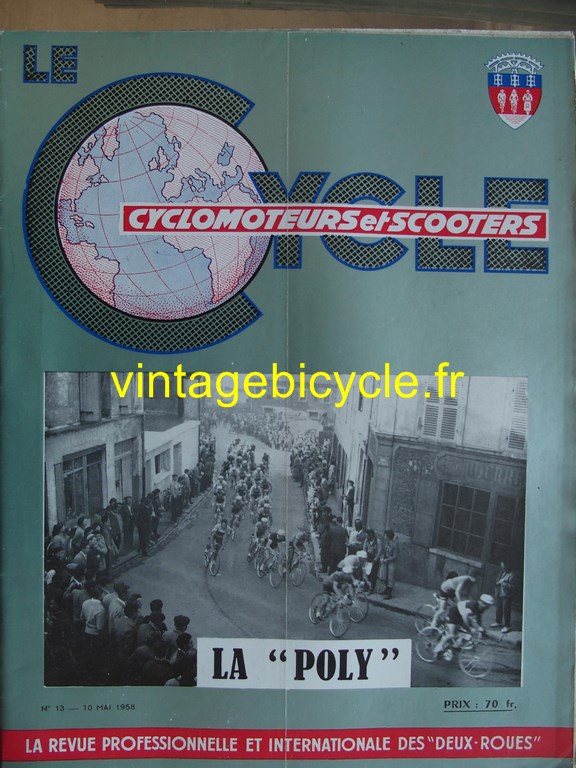 LE
CYCLE
CYCLOMOTEURS et SCOOTERS
vintagebicycle.fr
LA "POLY"
N° 13 — 10 MAI 1958
PRIX : 70 fr.
LA REVUE PROFESSIONNELLE ET INTERNATIONALE DES "DEUX-ROUES"